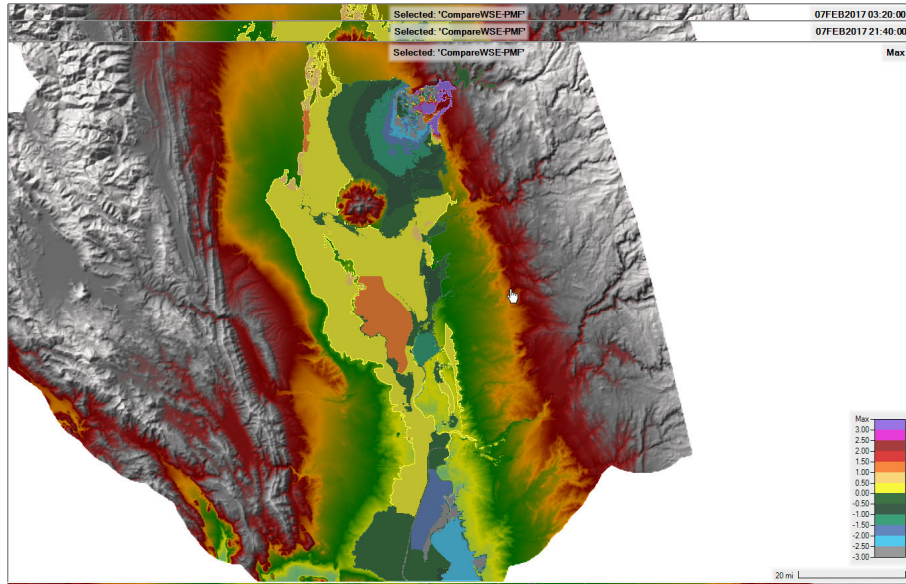 Selected: 'CompareWSE-PMF'
07FEB2017 03:20:00
Selected: 'CompareWSE-PMF'
07FEB2017 21:40:00
Selected: 'CompareWSE-PMF'
Max
Max
3.00
2.50
2.00
1.50
1.00
0.50
0.00
-0.50
-1.00
-1.50
-2.00
-2.50
-3.00
20 mi